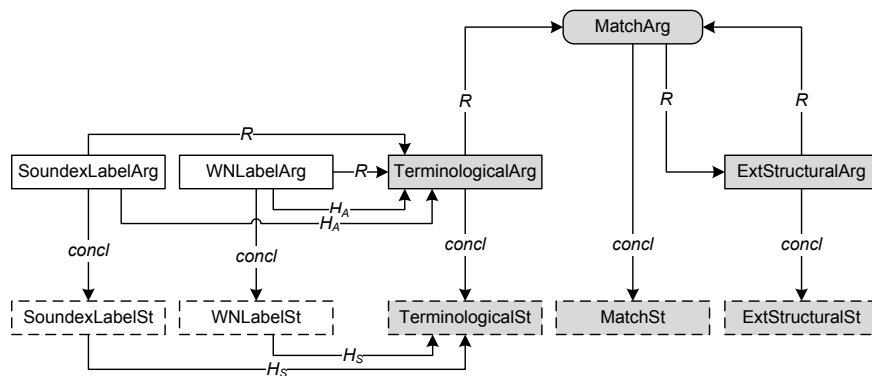 MatchArg
R
R
R
R
SoundexLabelArg
WNLabelArg
R
TerminologicalArg
ExtStructuralArg
H_A
H_A
concl
concl
concl
concl
concl
SoundexLabelSt
WNLabelSt
TerminologicalSt
MatchSt
ExtStructuralSt
H_S
H_S